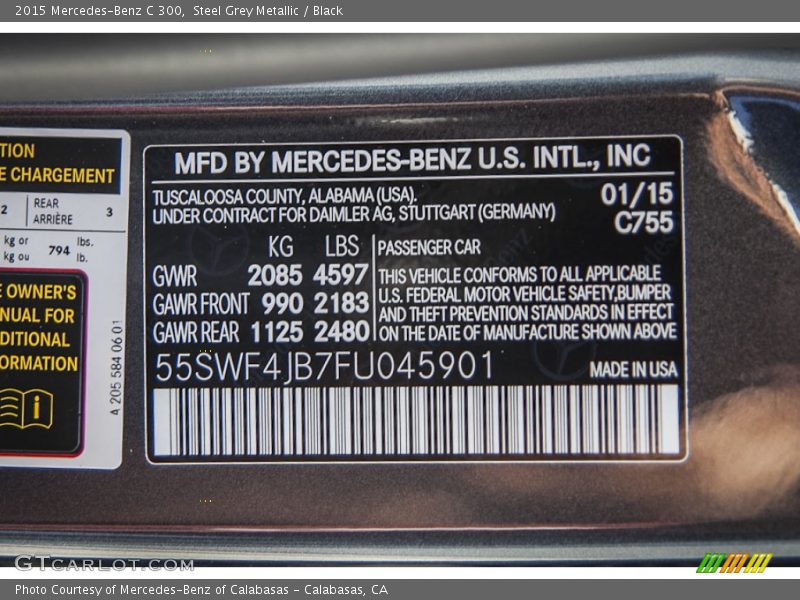 2015 Mercedes-Benz C 300, Steel Grey Metallic / Black
TION
E CHARGEMENT
2 REAR ARRIÈRE 3
kg or kg ou 794 lbs. lb.
E OWNER'S
NUAL FOR
DITIONAL
ORMATION
i
A 205 584 06 01
MFD BY MERCEDES-BENZ U.S. INTL., INC
TUSCALOOSA COUNTY, ALABAMA (USA). 01/15
UNDER CONTRACT FOR DAIMLER AG, STUTTGART (GERMANY) C755
KG LBS
GWR 2085 4597
GAWR FRONT 990 2183
GAWR REAR 1125 2480
PASSENGER CAR
THIS VEHICLE CONFORMS TO ALL APPLICABLE
U.S. FEDERAL MOTOR VEHICLE SAFETY,BUMPER
AND THEFT PREVENTION STANDARDS IN EFFECT
ON THE DATE OF MANUFACTURE SHOWN ABOVE
55SWF4JB7FU045901 MADE IN USA
GTCARLOT.COM
Photo Courtesy of Mercedes-Benz of Calabasas - Calabasas, CA